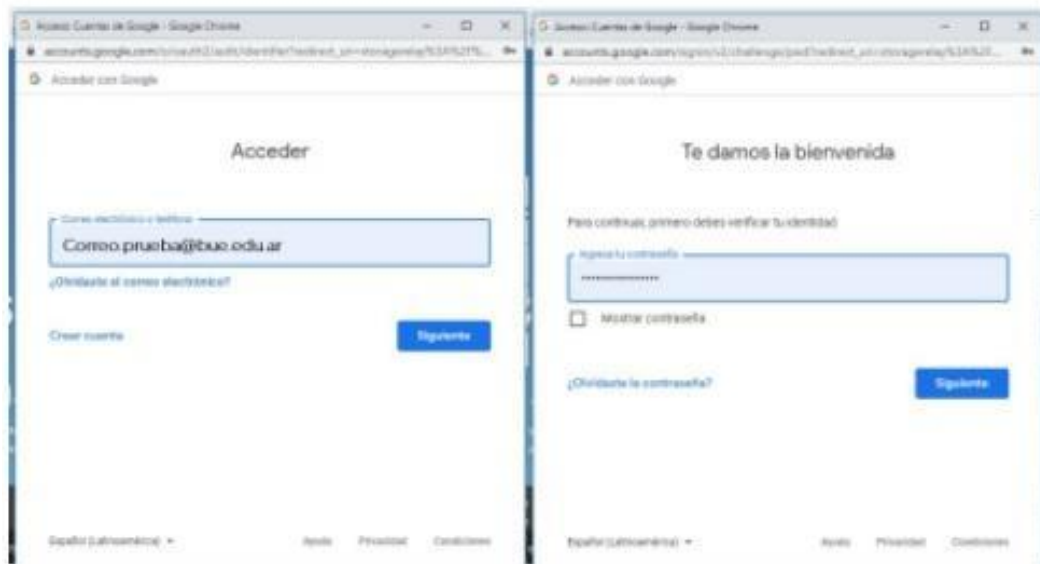 Acceso: Cuentas de Google - Google Chrome
accounts.google.com/
Acceder con Google
Acceder
Correo electrónico o teléfono
Correo.prueba@bue.edu.ar
¿Olvidaste el correo electrónico?
Crear cuenta
Siguiente
Español (Latinoamérica)
Ayuda Privacidad Condiciones
Acceso: Cuentas de Google - Google Chrome
accounts.google.com/
Acceder con Google
Te damos la bienvenida
Para continuar, primero debes verificar tu identidad
Ingresa tu contraseña
Mostrar contraseña
¿Olvidaste la contraseña?
Siguiente
Español (Latinoamérica)
Ayuda Privacidad Condiciones